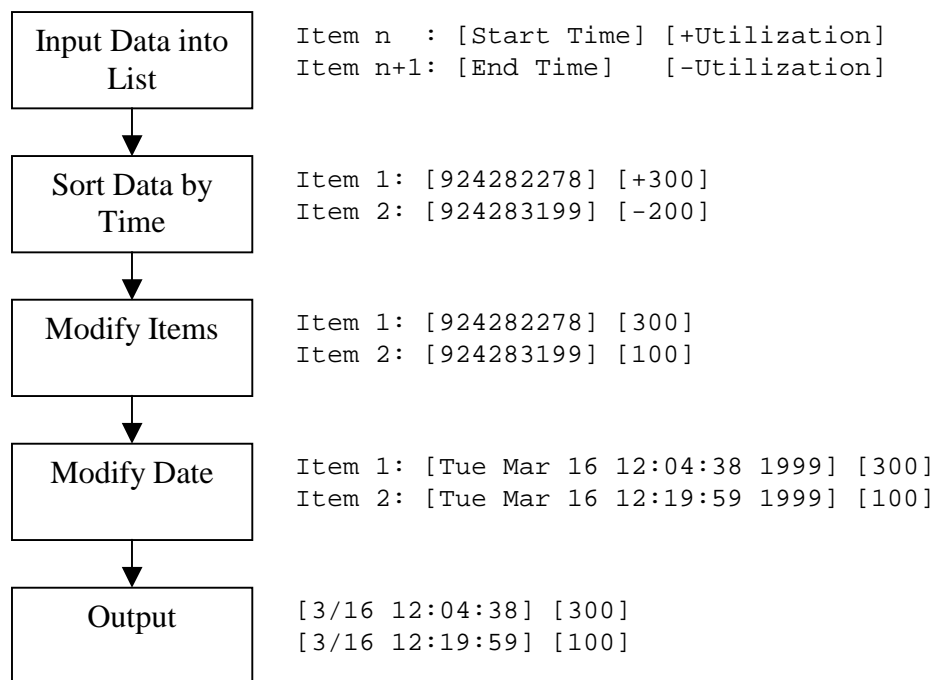 Input Data into
List
Item n  : [Start Time] [+Utilization]
Item n+1: [End Time]   [-Utilization]
Sort Data by
Time
Item 1: [924282278] [+300]
Item 2: [924283199] [-200]
Modify Items
Item 1: [924282278] [300]
Item 2: [924283199] [100]
Modify Date
Item 1: [Tue Mar 16 12:04:38 1999] [300]
Item 2: [Tue Mar 16 12:19:59 1999] [100]
Output
[3/16 12:04:38] [300]
[3/16 12:19:59] [100]